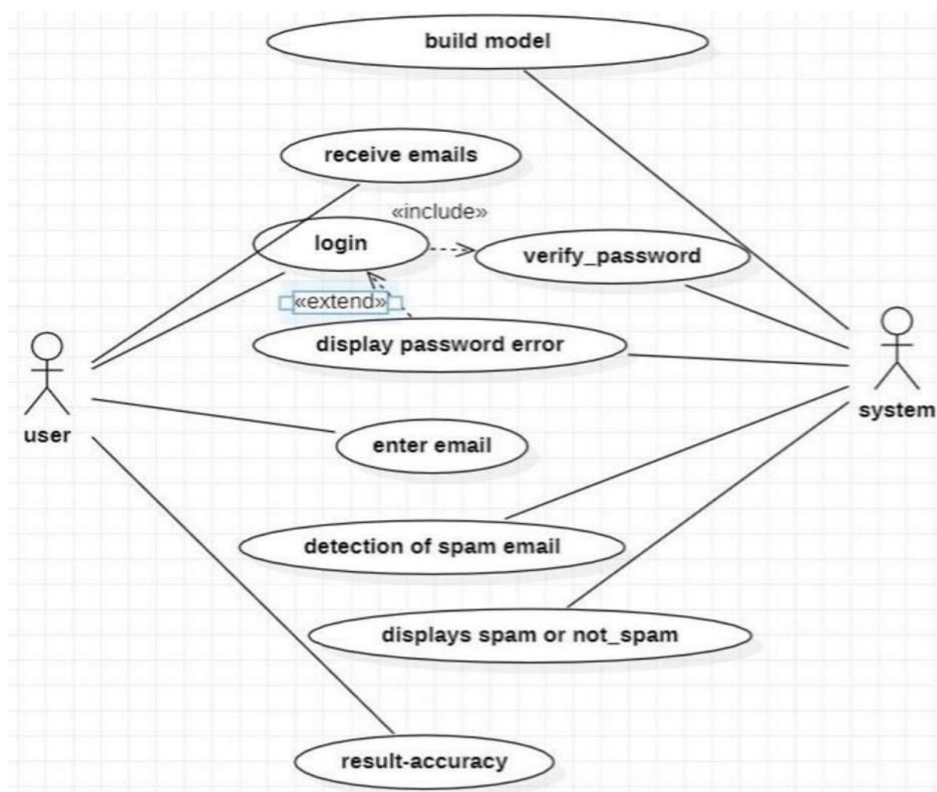 build model
receive emails
«include»
login
verify_password
«extend»
display password error
user
system
enter email
detection of spam email
displays spam or not_spam
result-accuracy